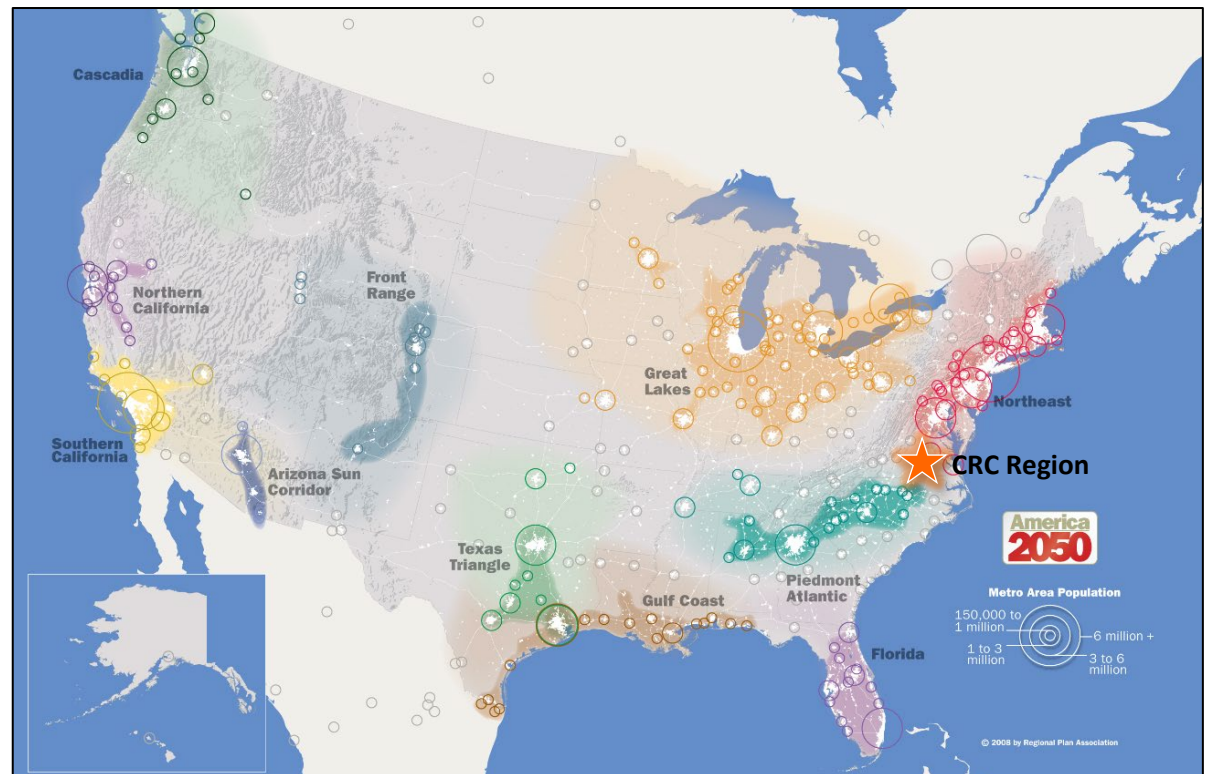 Cascadia
Northern
California
Southern
California
Arizona Sun
Corridor
Front
Range
Great
Lakes
Northeast
CRC Region
America
2050
Texas
Triangle
Gulf Coast
Piedmont
Atlantic
Florida
Metro Area Population
150,000 to
1 million
1 to 3
million
6 million +
3 to 6
million
© 2008 by Regional Plan Association